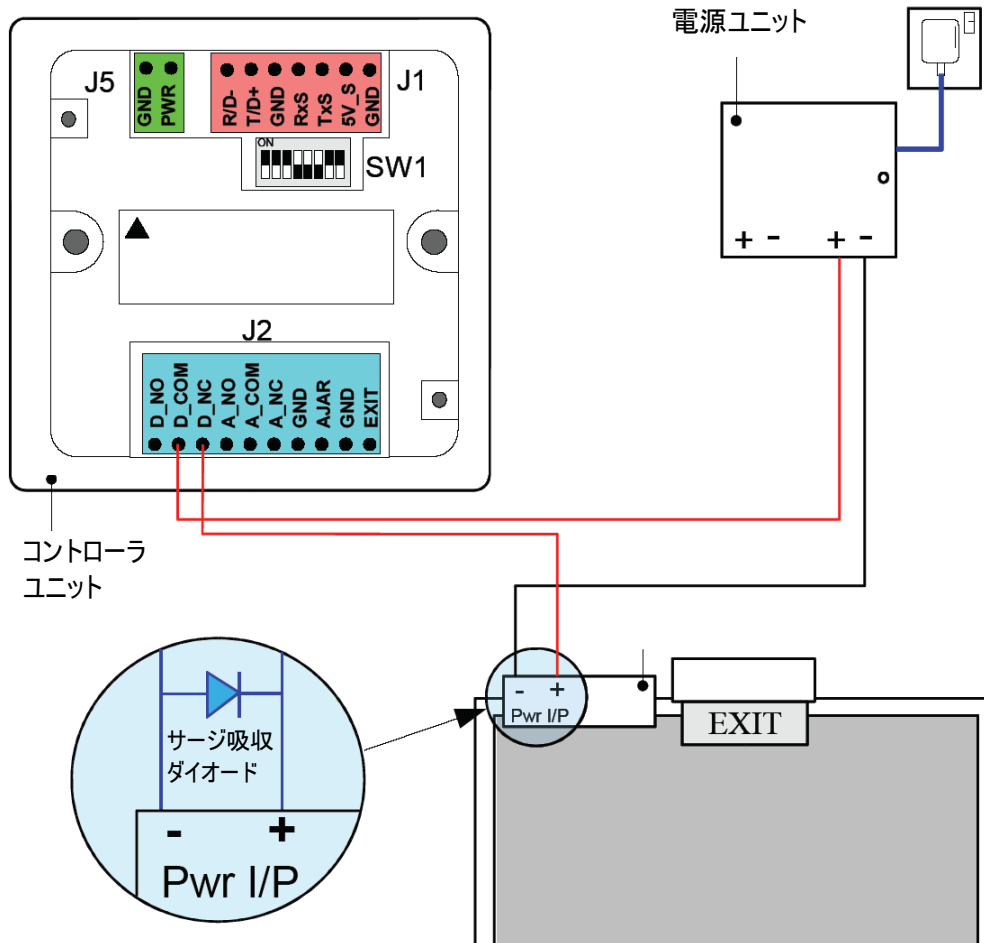 電源ユニット
J5
GND
PWR
R/D-
T/D+
GND
RxS
TxS
5V_S
GND
J1
ON
SW1
J2
D_NO
D_COM
D_NC
A_NO
A_COM
A_NC
GND
AJAR
GND
EXIT
+ - + -
コントローラ
ユニット
- +
Pwr I/P
EXIT
サージ吸収
ダイオード
- +
Pwr I/P